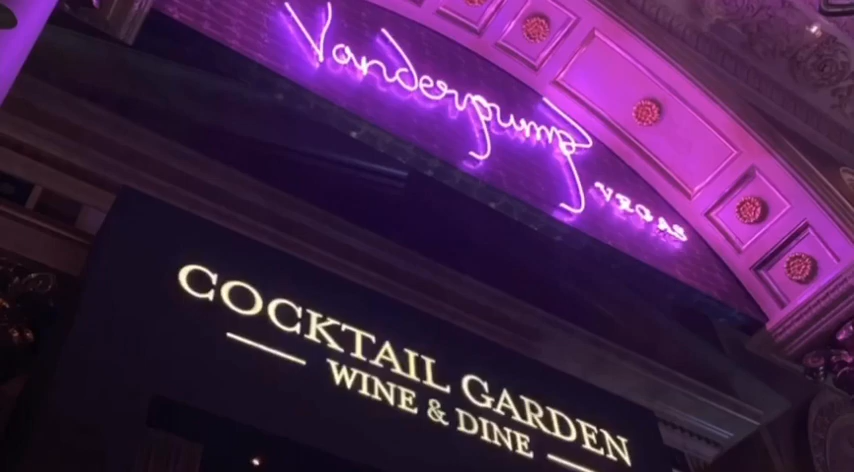 Vanderpump
VEGAS
COCKTAIL GARDEN
WINE & DINE